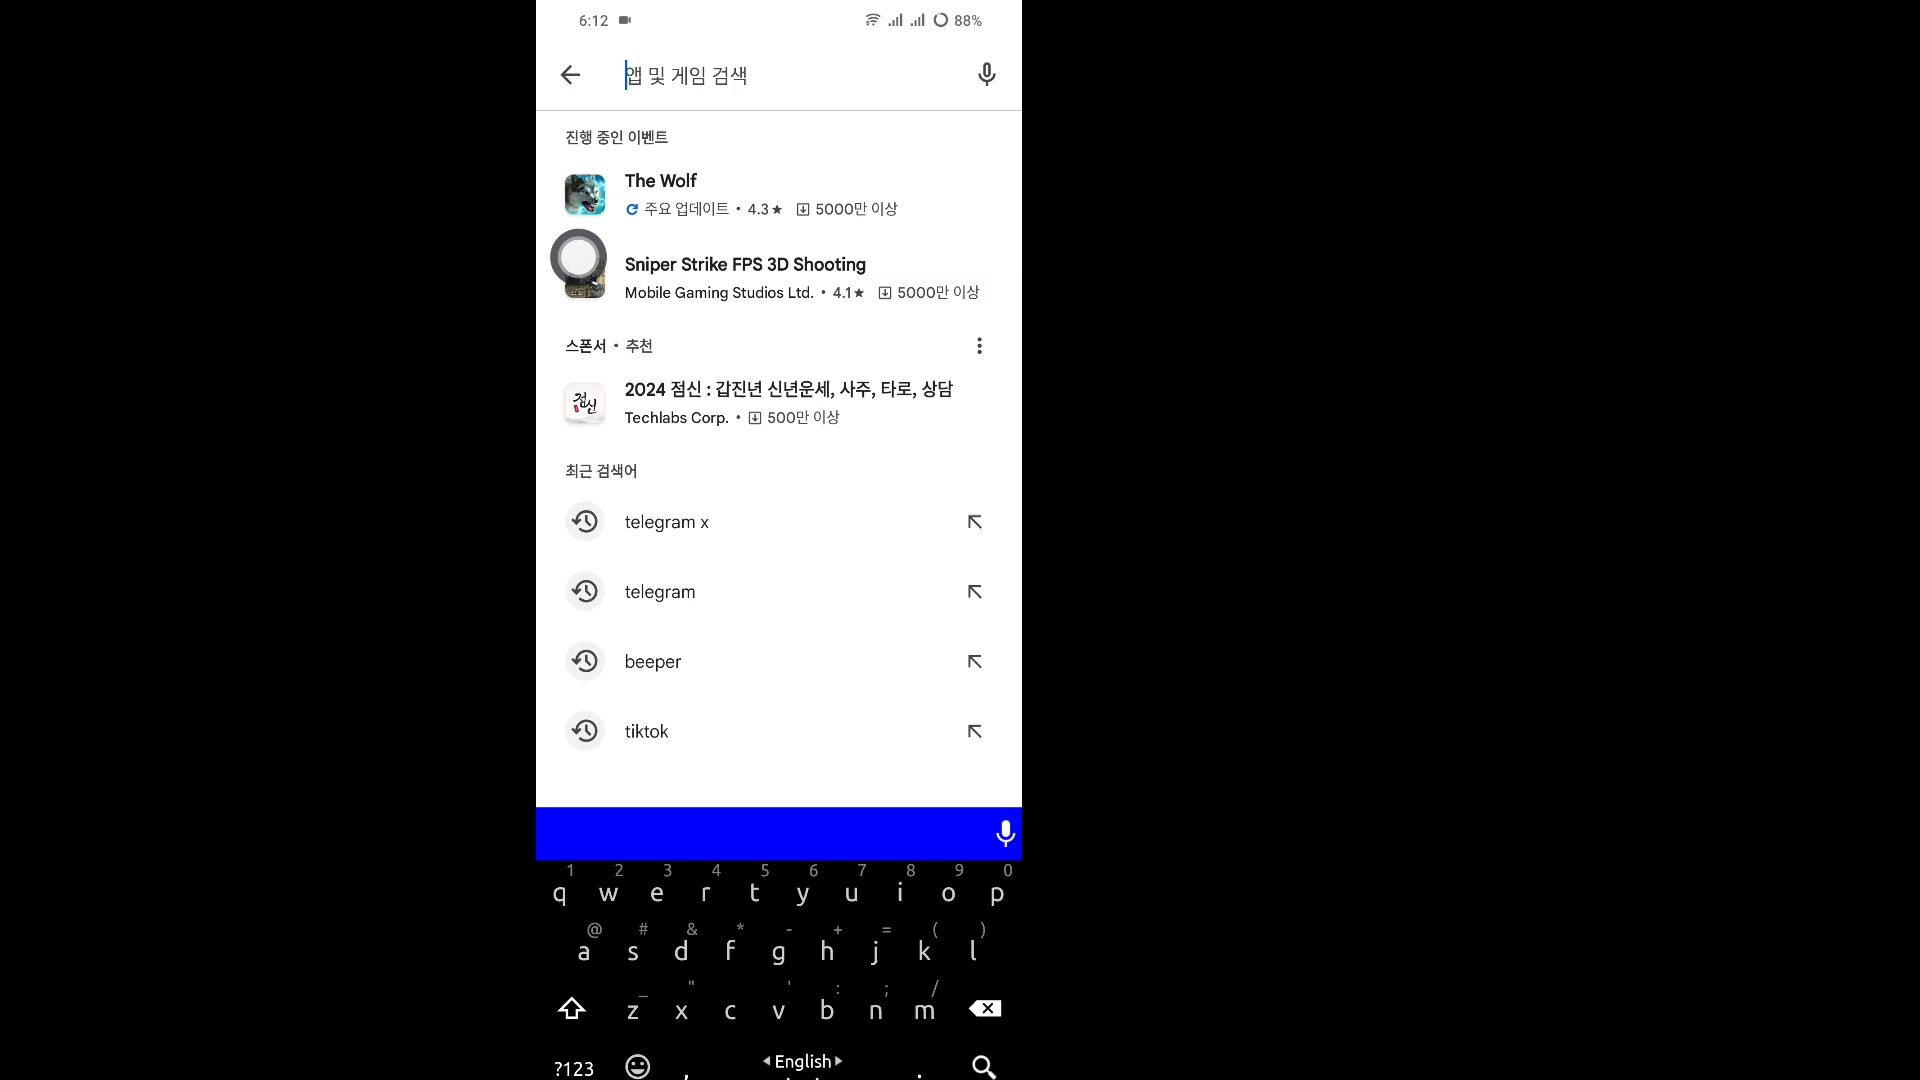 6:12 88%
앱 및 게임 검색
진행 중인 이벤트
The Wolf
주요 업데이트 • 4.3★ 5000만 이상
Sniper Strike FPS 3D Shooting
Mobile Gaming Studios Ltd. • 4.1★ 5000만 이상
스폰서 • 추천
점신
2024 점신 : 갑진년 신년운세, 사주, 타로, 상담
Techlabs Corp. • 500만 이상
최근 검색어
telegram x
telegram
beeper
tiktok
1 2 3 4 5 6 7 8 9 0
q w e r t y u i o p
@ # & * - + = ( )
a s d f g h j k l
_ " ' : ; /
z x c v b n m
?123 , English .